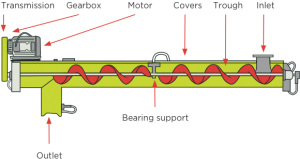 Transmission Gearbox Motor Covers Trough Inlet
Bearing support
Outlet